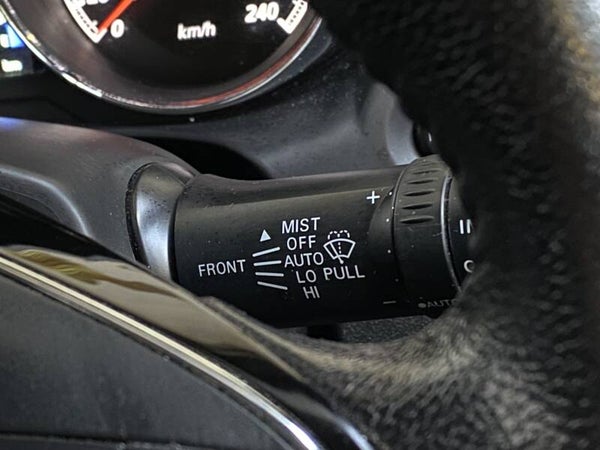 0
km/h
240
+
MIST
OFF
FRONT
AUTO
LO PULL
HI
−